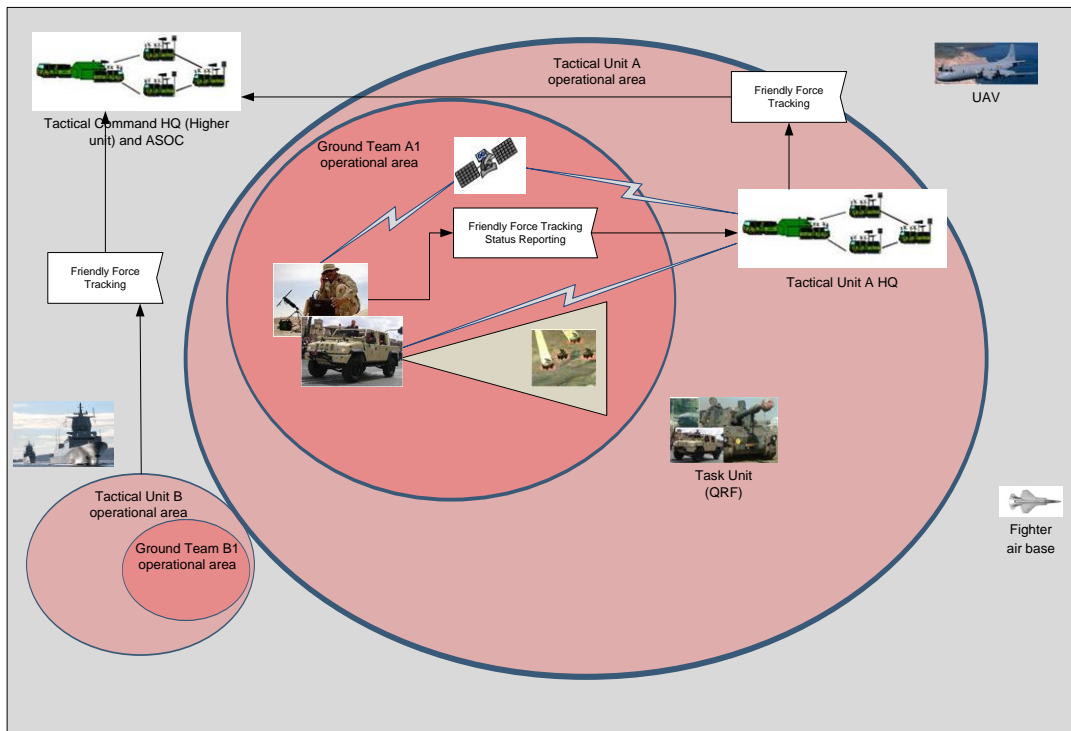 Tactical Unit A
operational area
Friendly Force
Tracking
UAV
Tactical Command HQ (Higher
unit) and ASOC
Ground Team A1
operational area
Friendly Force Tracking
Status Reporting
Tactical Unit A HQ
Friendly Force
Tracking
Task Unit
(QRF)
Tactical Unit B
operational area
Ground Team B1
operational area
Fighter
air base